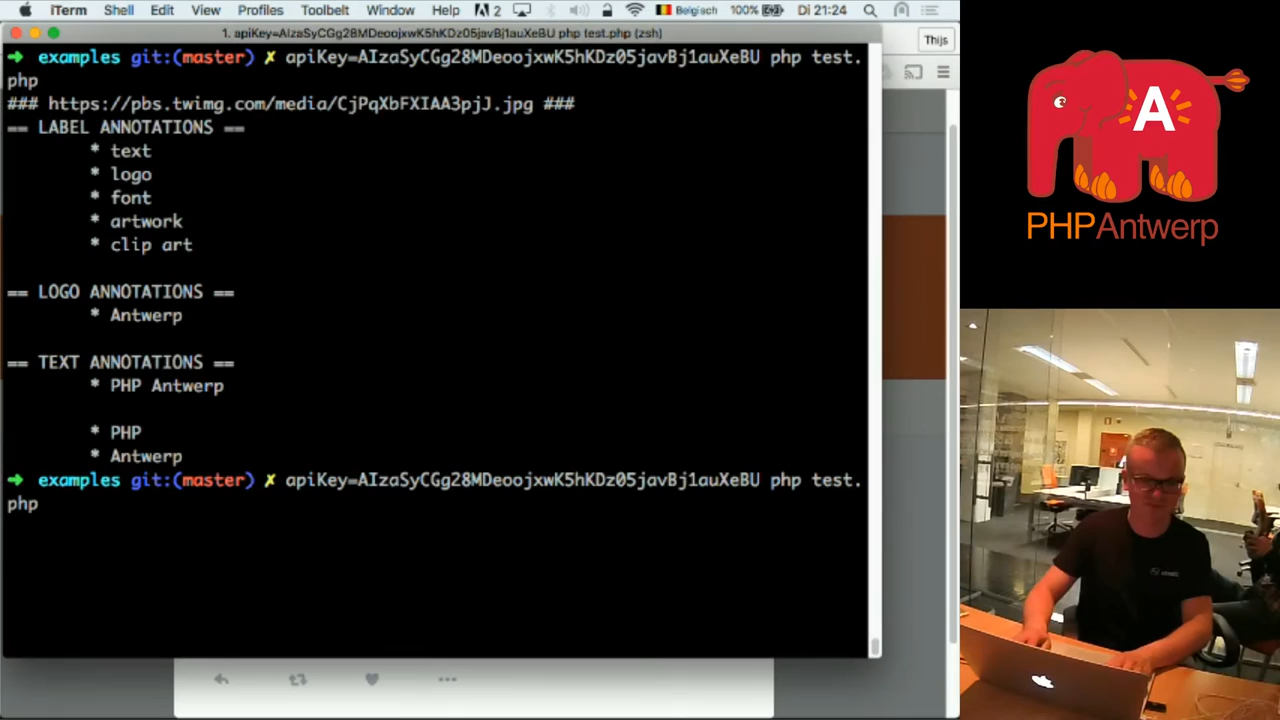 iTerm Shell Edit View Profiles Toolbelt Window Help 2 Belgisch 100% Di 21:24
1. apiKey=AIzaSyCGg28MDeoojxwK5hKDz05javBj1auXeBU php test.php (zsh)
Thijs
➜ examples git:(master) ✗ apiKey=AIzaSyCGg28MDeoojxwK5hKDz05javBj1auXeBU php test.
php
### https://pbs.twimg.com/media/CjPqXbFXIAA3pjJ.jpg ###
== LABEL ANNOTATIONS ==
* text
* logo
* font
* artwork
* clip art
== LOGO ANNOTATIONS ==
* Antwerp
== TEXT ANNOTATIONS ==
* PHP Antwerp
* PHP
* Antwerp
➜ examples git:(master) ✗ apiKey=AIzaSyCGg28MDeoojxwK5hKDz05javBj1auXeBU php test.
php
A
PHPAntwerp